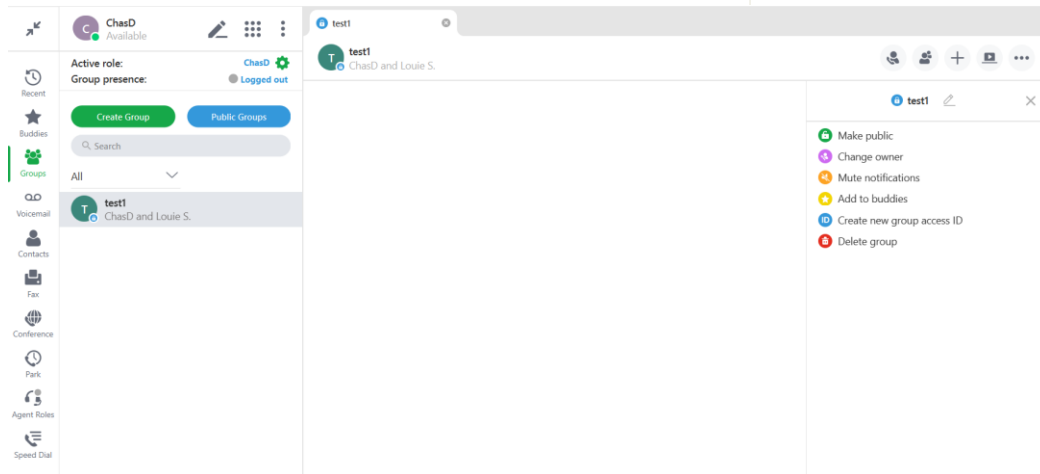 C
ChasD
Available
Active role:
ChasD
Group presence:
Logged out
Create Group
Public Groups
Search
All
T
test1
ChasD and Louie S.
Recent
Buddies
Groups
Voicemail
Contacts
Fax
Conference
Park
Agent Roles
Speed Dial
test1
T
test1
ChasD and Louie S.
test1
Make public
Change owner
Mute notifications
Add to buddies
ID
Create new group access ID
Delete group